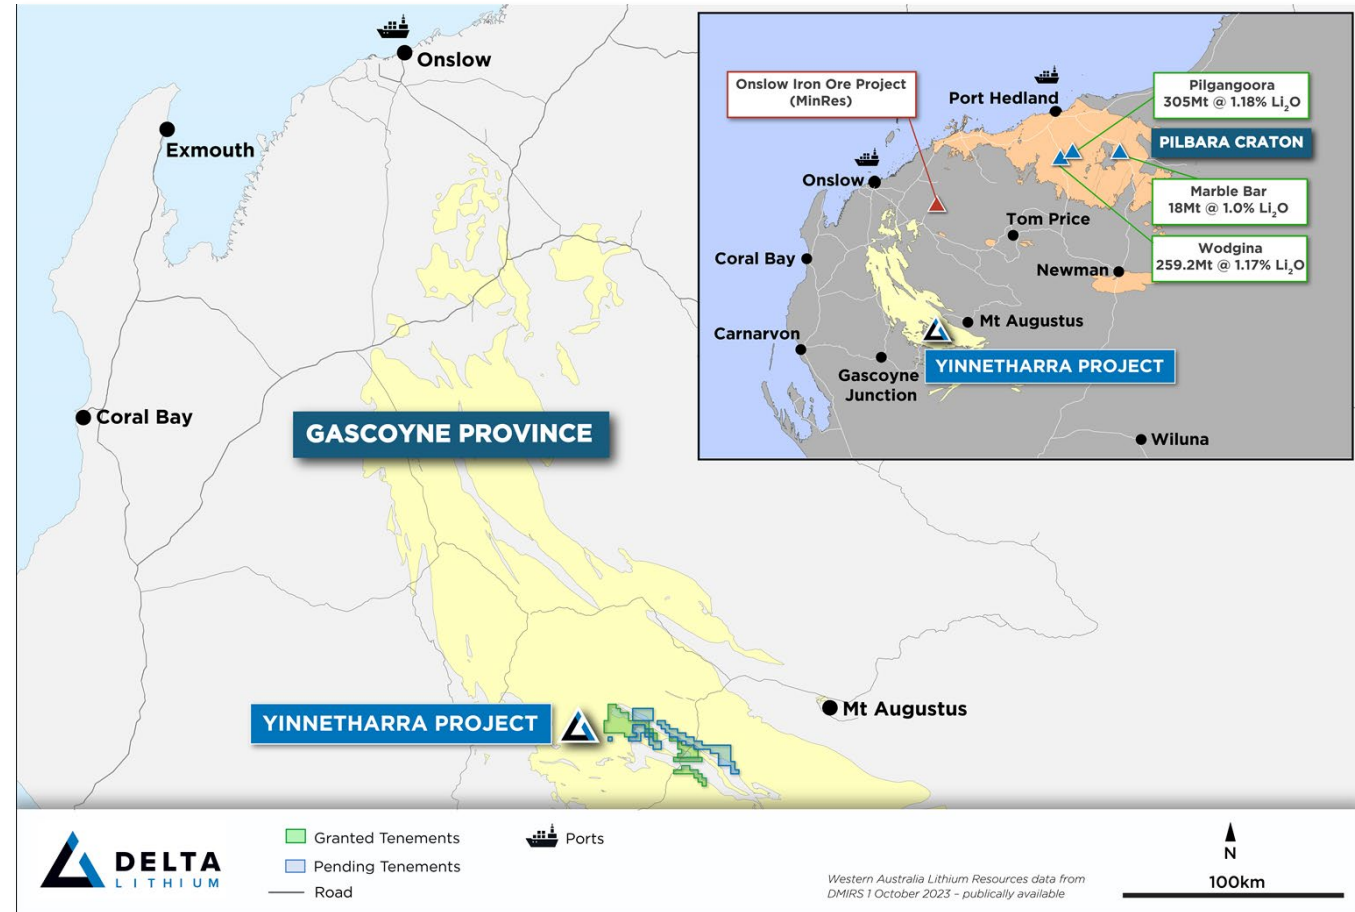 Onslow
Exmouth
Coral Bay
GASCOYNE PROVINCE
YINNETHARRA PROJECT
Mt Augustus
Onslow Iron Ore Project
(MinRes)
Port Hedland
Pilgangoora
305Mt @ 1.18% Li₂O
PILBARA CRATON
Onslow
Marble Bar
18Mt @ 1.0% Li₂O
Tom Price
Wodgina
259.2Mt @ 1.17% Li₂O
Coral Bay
Newman
Mt Augustus
Carnarvon
YINNETHARRA PROJECT
Gascoyne
Junction
Wiluna
DELTA
LITHIUM
Granted Tenements
Pending Tenements
Road
Ports
Western Australia Lithium Resources data from
DMIRS 1 October 2023 – publically available
N
100km